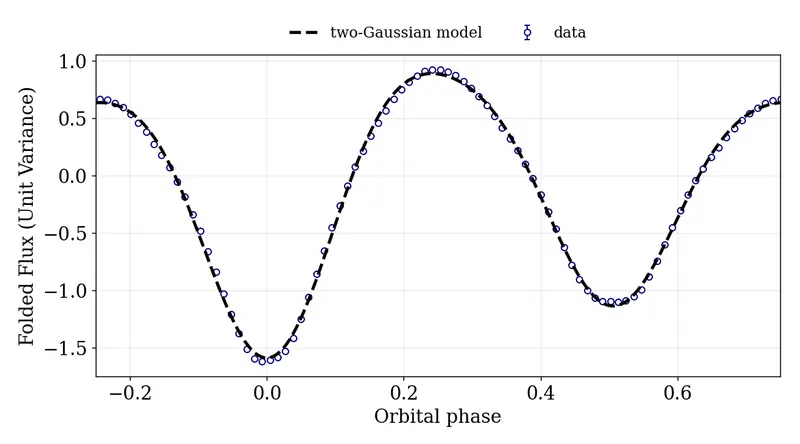 two-Gaussian model data
Folded Flux (Unit Variance)
1.0
0.5
0.0
−0.5
−1.0
−1.5
−0.2 0.0 0.2 0.4 0.6
Orbital phase